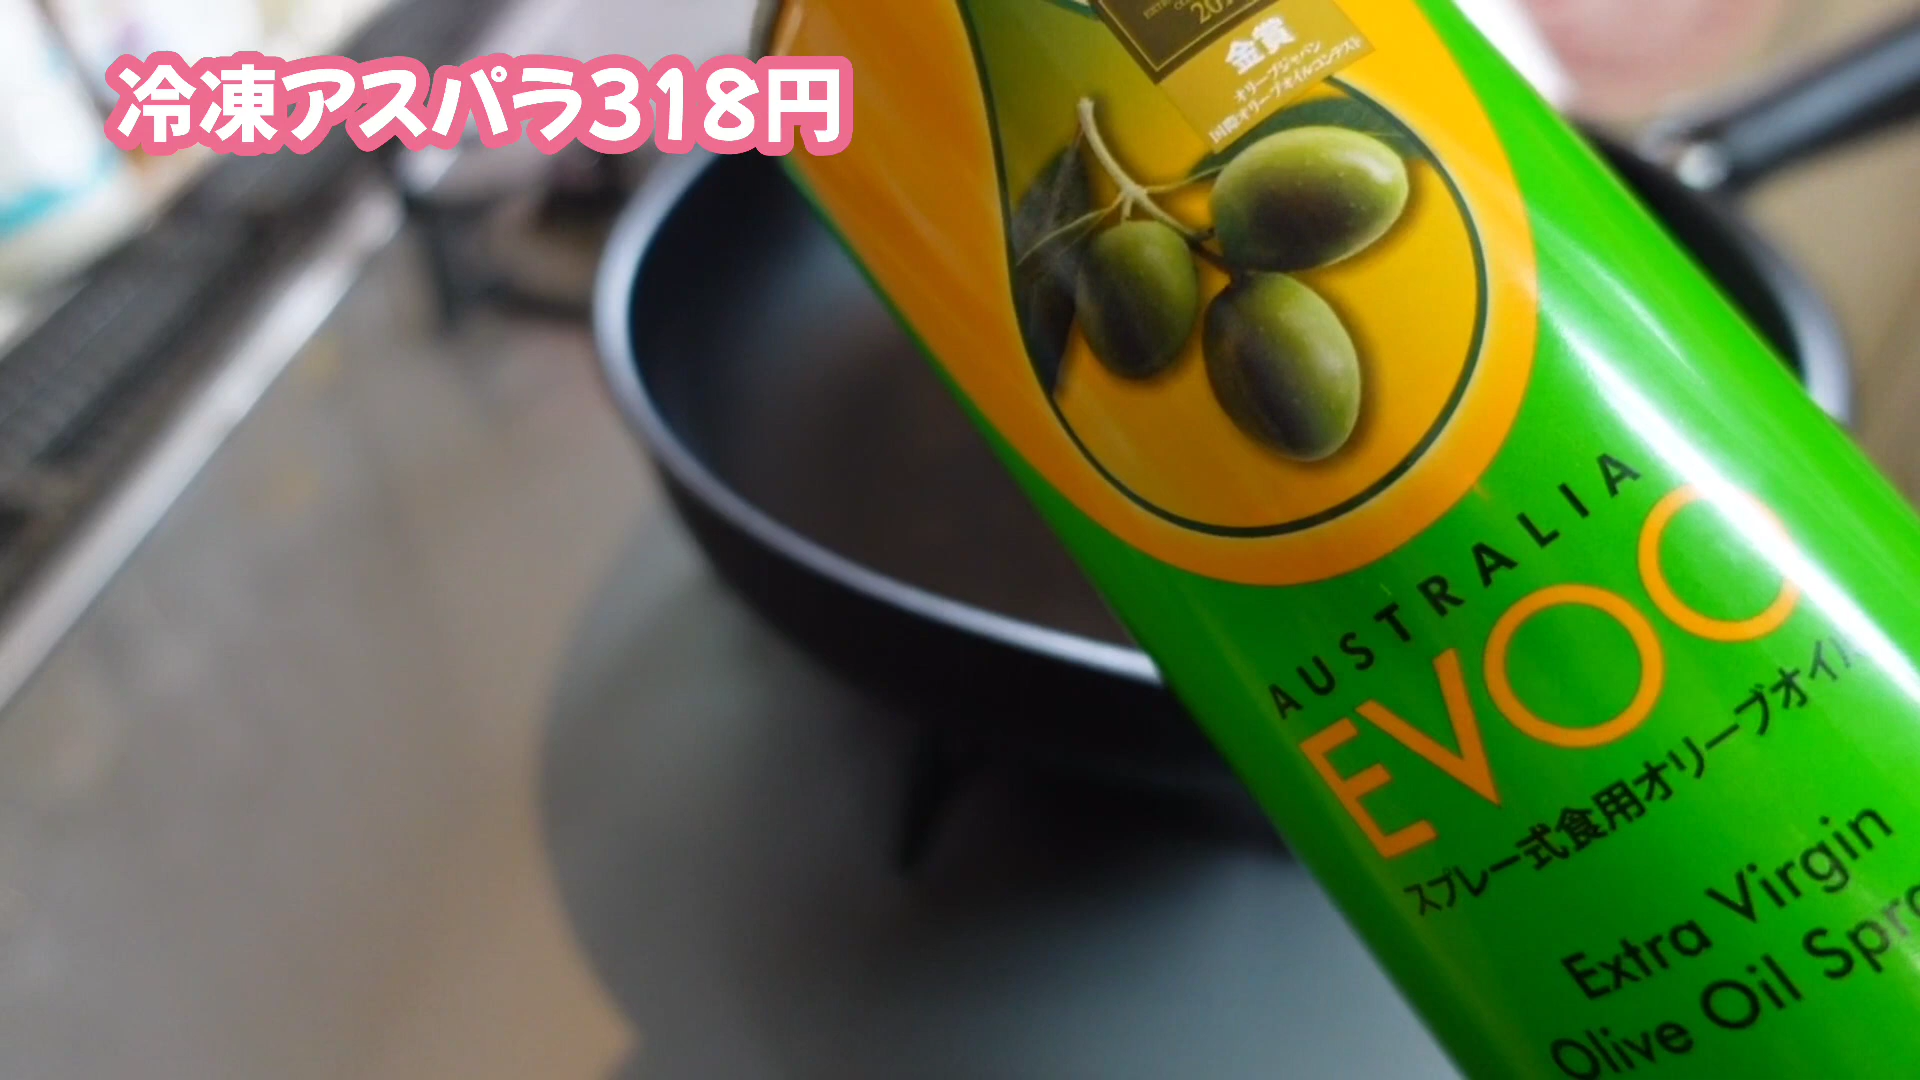 冷凍アスパラ318円
金賞
オリーブジャパン
国際オリーブオイルコンテスト
AUSTRALIA
EVOO
スプレー式食用オリーブオイル
Extra Virgin
Olive Oil Spr